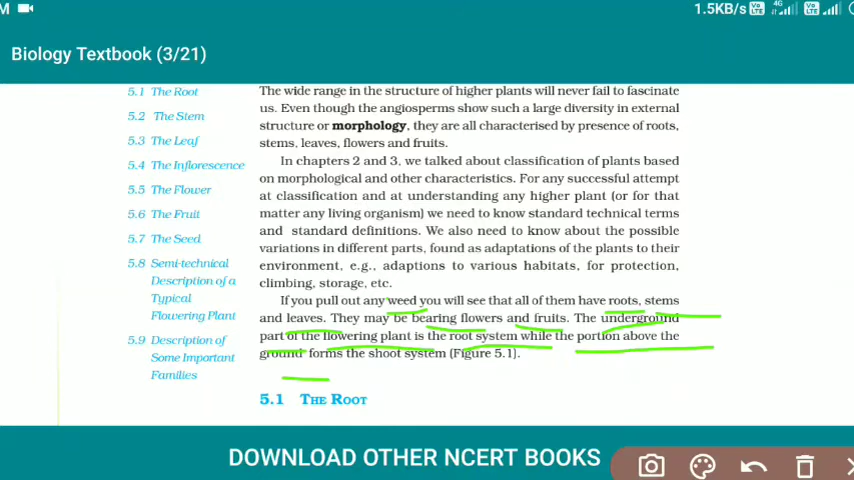 M
1.5KB/s VoLTE 4G VoLTE
Biology Textbook (3/21)
5.1 The Root
5.2 The Stem
5.3 The Leaf
5.4 The Inflorescence
5.5 The Flower
5.6 The Fruit
5.7 The Seed
5.8 Semi-technical
Description of a
Typical
Flowering Plant
5.9 Description of
Some Important
Families
The wide range in the structure of higher plants will never fail to fascinate
us. Even though the angiosperms show such a large diversity in external
structure or morphology, they are all characterised by presence of roots,
stems, leaves, flowers and fruits.
In chapters 2 and 3, we talked about classification of plants based
on morphological and other characteristics. For any successful attempt
at classification and at understanding any higher plant (or for that
matter any living organism) we need to know standard technical terms
and standard definitions. We also need to know about the possible
variations in different parts, found as adaptations of the plants to their
environment, e.g., adaptions to various habitats, for protection,
climbing, storage, etc.
If you pull out any weed you will see that all of them have roots, stems
and leaves. They may be bearing flowers and fruits. The underground
part of the flowering plant is the root system while the portion above the
ground forms the shoot system (Figure 5.1).
5.1 THE ROOT
DOWNLOAD OTHER NCERT BOOKS